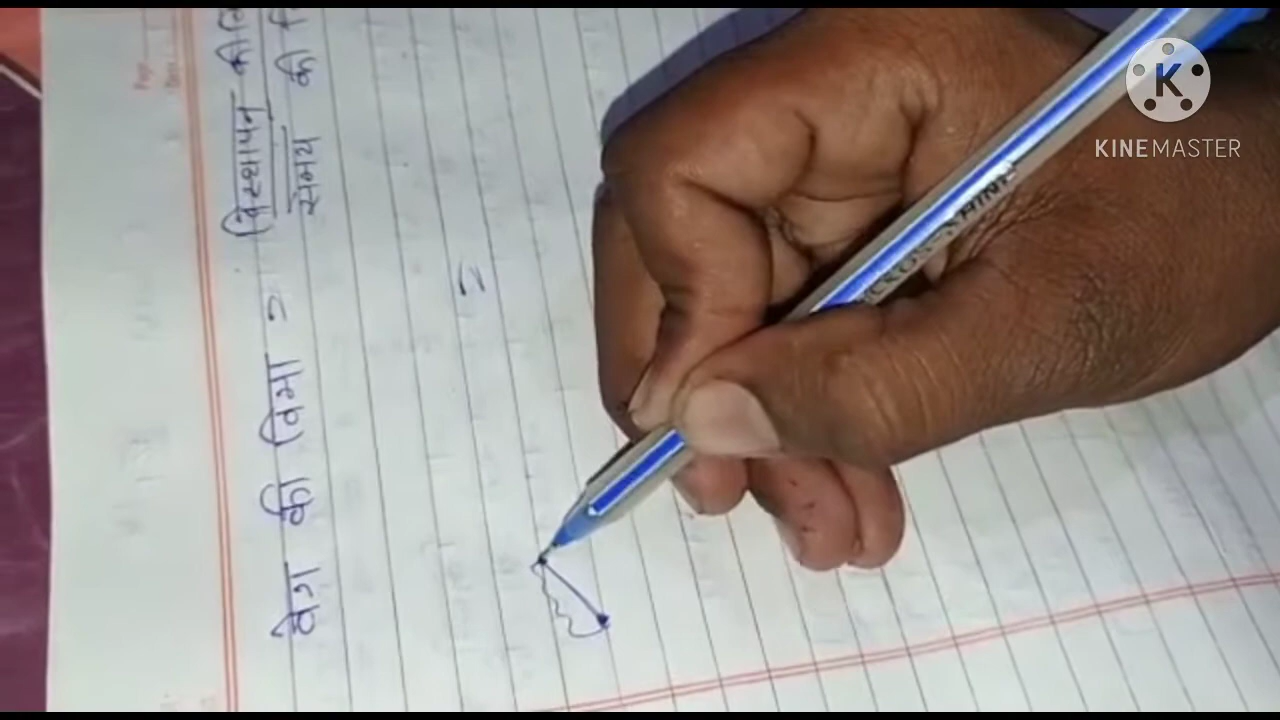 वेग की विमा = विस्थापन की
समय की
=
KINEMASTER